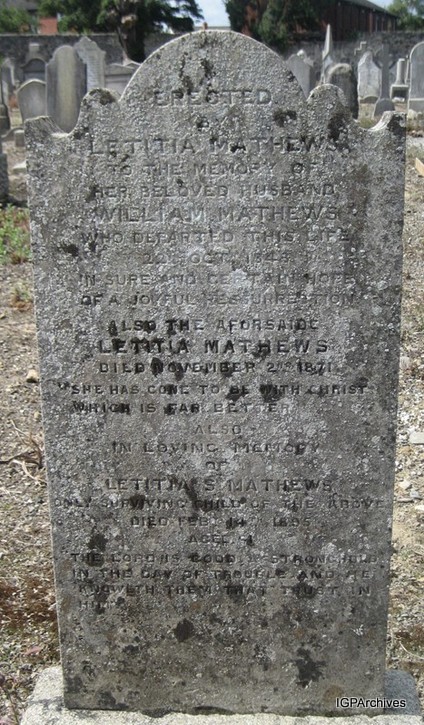 ERECTED
BY
LETITIA MATHEWS
TO THE MEMORY OF
HER BELOVED HUSBAND
WILLIAM MATHEWS
WHO DEPARTED THIS LIFE
OCT.
IN SURE AND CERTAIN HOPE
OF A JOYFUL RESURRECTION
ALSO THE AFORSAIDE
LETITIA MATHEWS
DIED NOVEMBER 2ND 1871
"SHE HAS GONE TO BE WITH CHRIST
WHICH IS FAR BETTER
ALSO
IN LOVING MEMORY
OF
LETITIA S MATHEWS
ONLY SURVIVING CHILD OF THE ABOVE
DIED FEB. 14TH
AGED
THE LORD IS GOOD, A STRONGHOLD
IN THE DAY OF TROUBLE AND HE
KNOWETH THEM THAT TRUST IN
HIM
IGPArchives